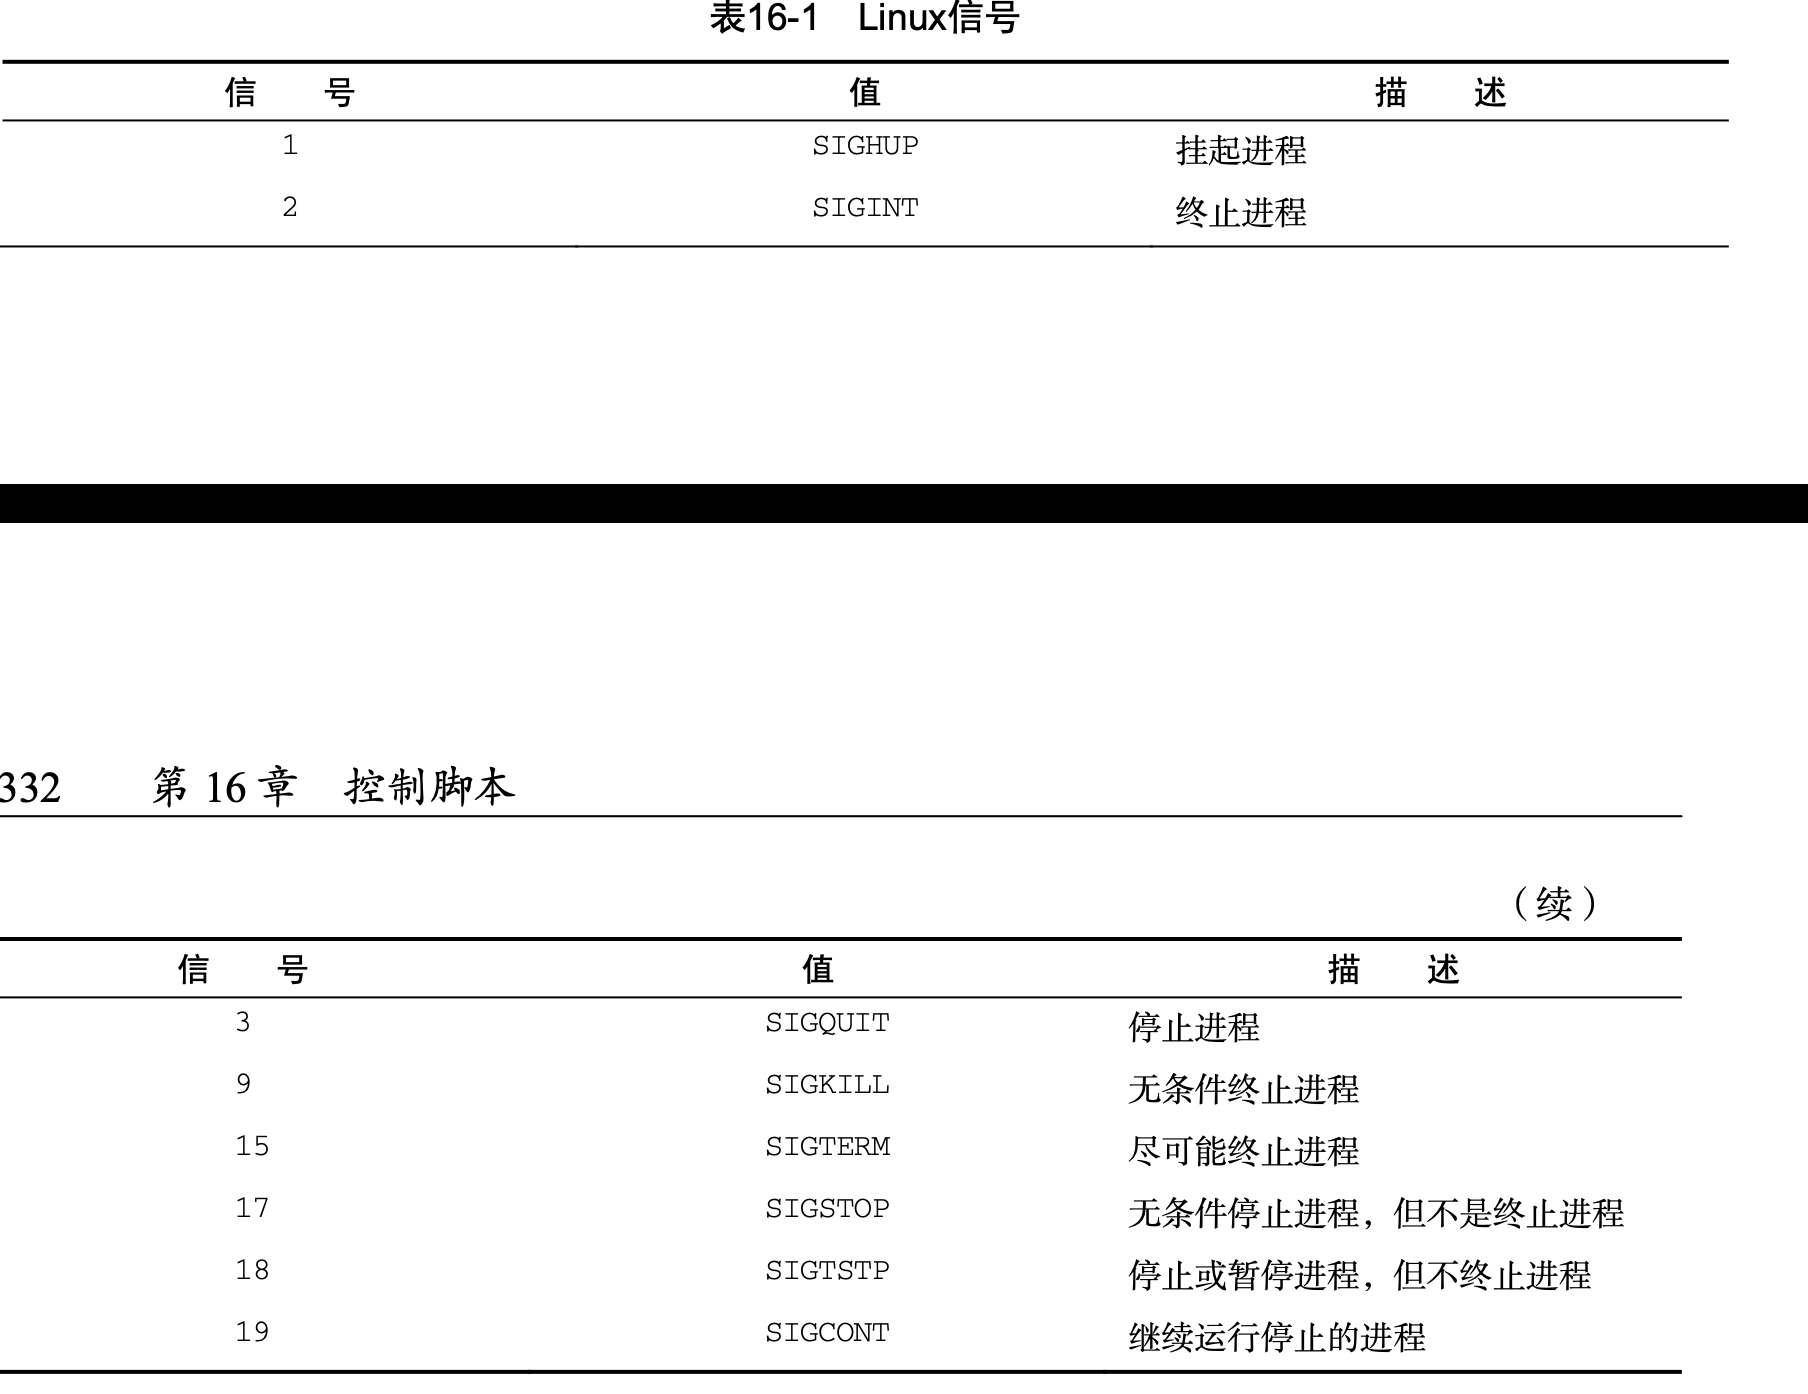 表16-1 Linux信号
信 号 值 描 述
1 SIGHUP 挂起进程
2 SIGINT 终止进程
332 第 16 章 控制脚本
（续）
信 号 值 描 述
3 SIGQUIT 停止进程
9 SIGKILL 无条件终止进程
15 SIGTERM 尽可能终止进程
17 SIGSTOP 无条件停止进程，但不是终止进程
18 SIGTSTP 停止或暂停进程，但不终止进程
19 SIGCONT 继续运行停止的进程